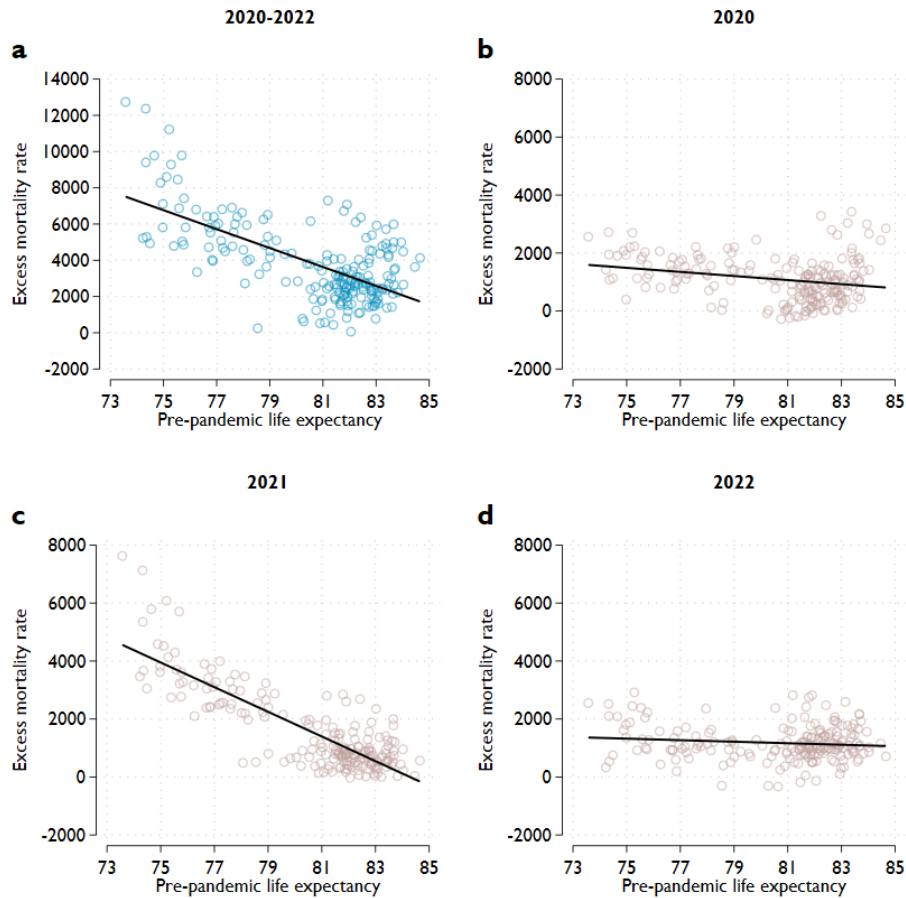 2020-2022
a
Excess mortality rate
14000
12000
10000
8000
6000
4000
2000
0
-2000
73 75 77 79 81 83 85
Pre-pandemic life expectancy
2020
b
Excess mortality rate
8000
6000
4000
2000
0
-2000
73 75 77 79 81 83 85
Pre-pandemic life expectancy
2021
c
Excess mortality rate
8000
6000
4000
2000
0
-2000
73 75 77 79 81 83 85
Pre-pandemic life expectancy
2022
d
Excess mortality rate
8000
6000
4000
2000
0
-2000
73 75 77 79 81 83 85
Pre-pandemic life expectancy